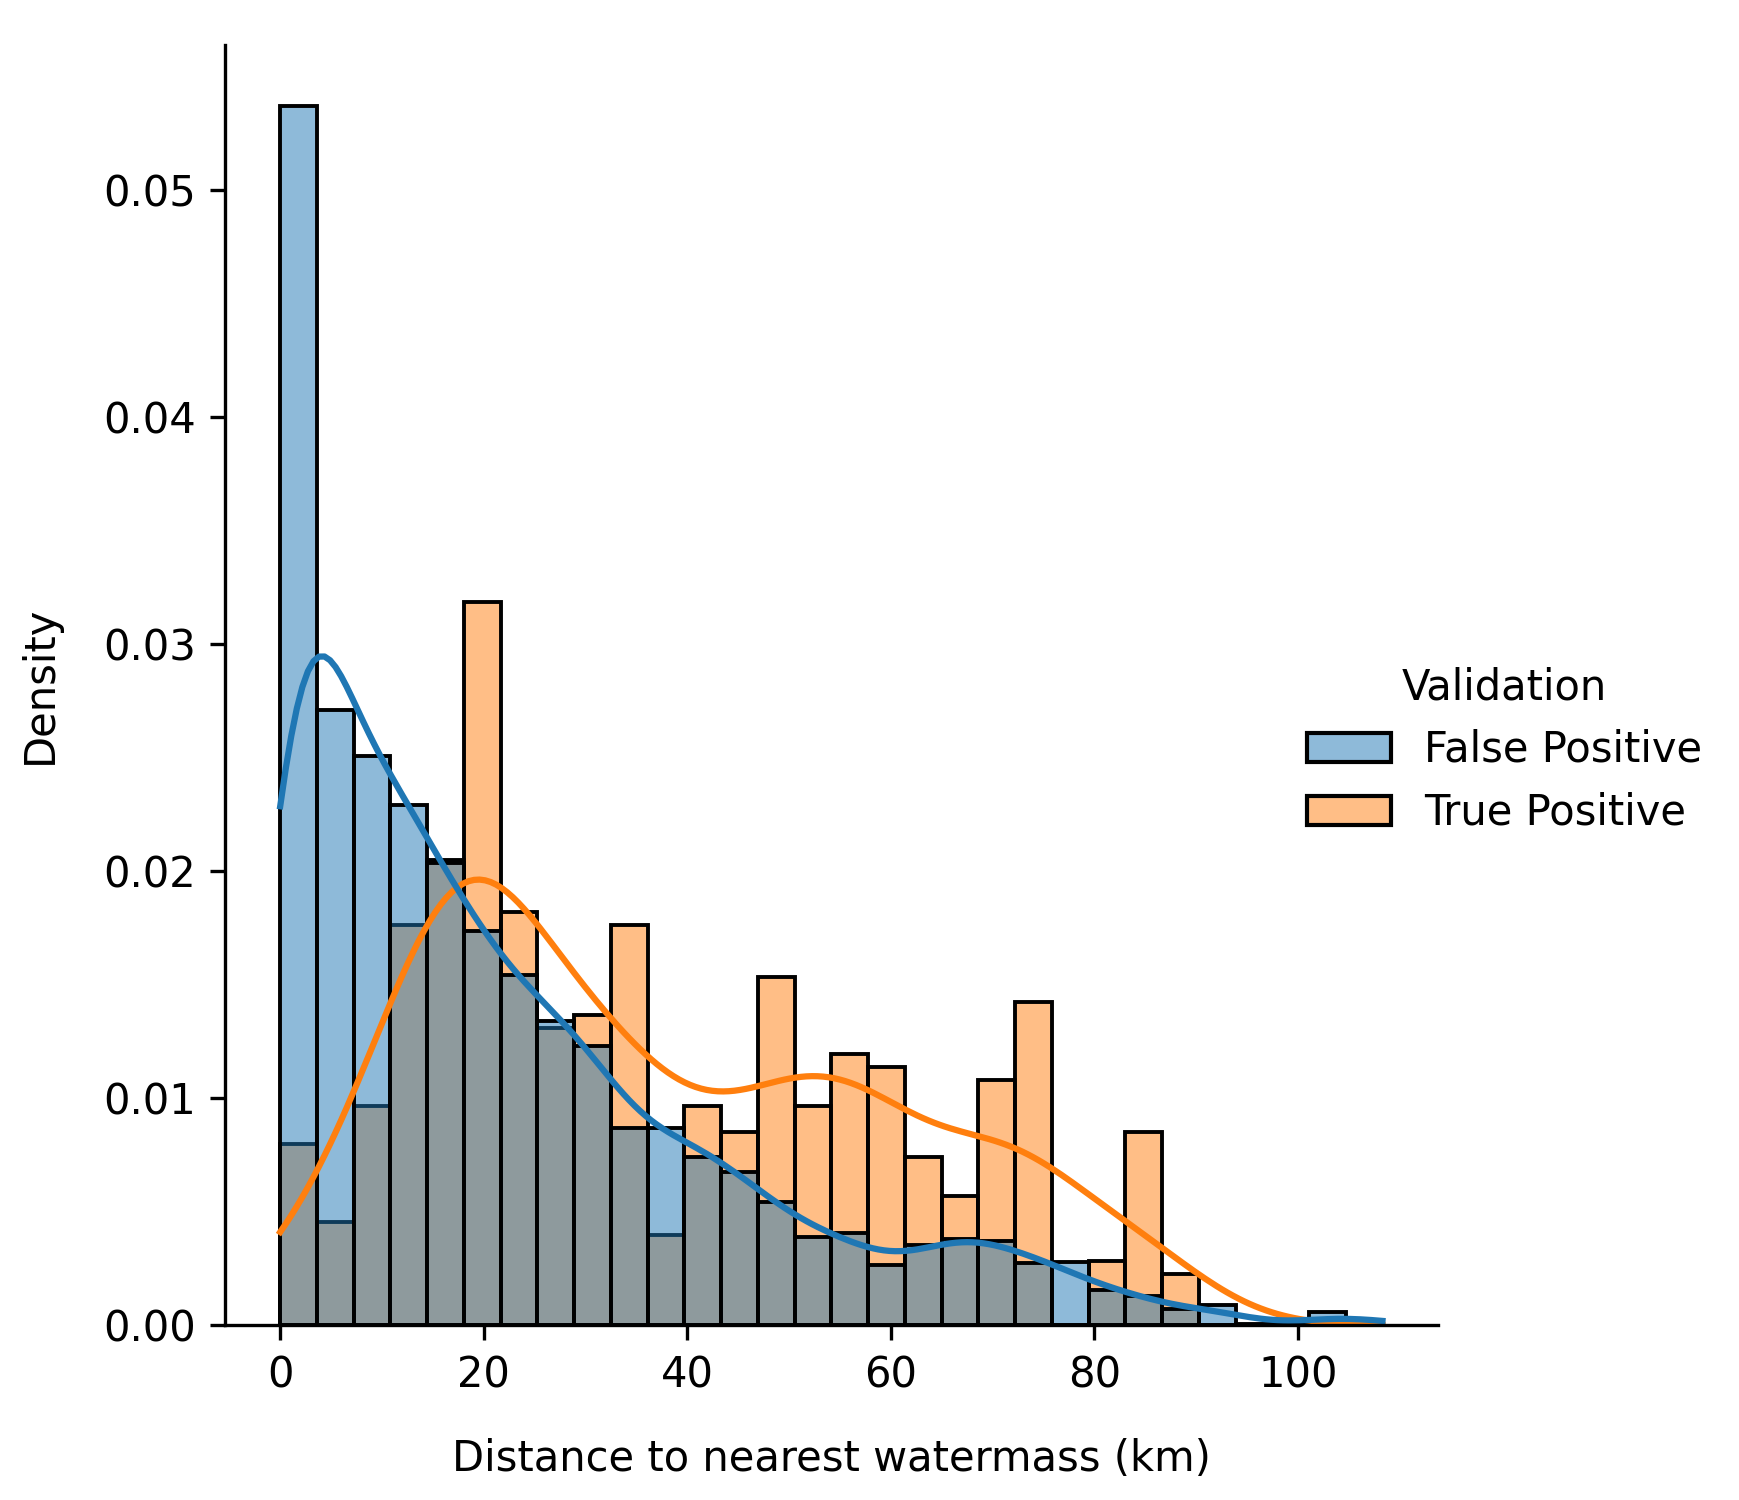 0.05
0.04
0.03
0.02
0.01
0.00
Density
0 20 40 60 80 100
Distance to nearest watermass (km)
Validation
False Positive
True Positive